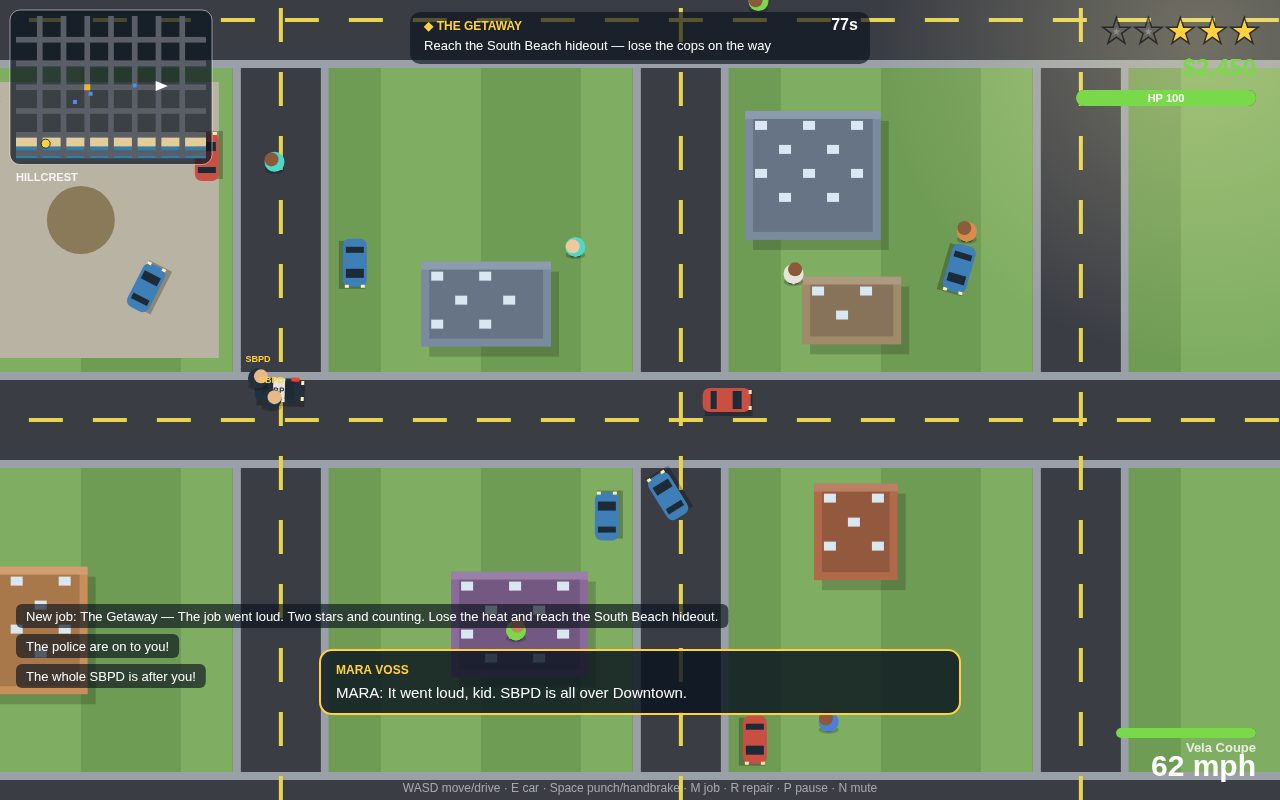 ◆ THE GETAWAY 77s
Reach the South Beach hideout — lose the cops on the way
$2,450
HP 100
HILLCREST
SBPD
New job: The Getaway — The job went loud. Two stars and counting. Lose the heat and reach the South Beach hideout.
The police are on to you!
The whole SBPD is after you!
MARA VOSS
MARA: It went loud, kid. SBPD is all over Downtown.
Vela Coupe
62 mph
WASD move/drive · E car · Space punch/handbrake · M job · R repair · P pause · N mute